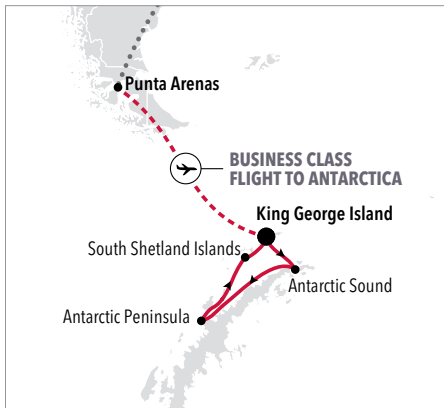 Punta Arenas
BUSINESS CLASS
FLIGHT TO ANTARCTICA
King George Island
South Shetland Islands
Antarctic Sound
Antarctic Peninsula